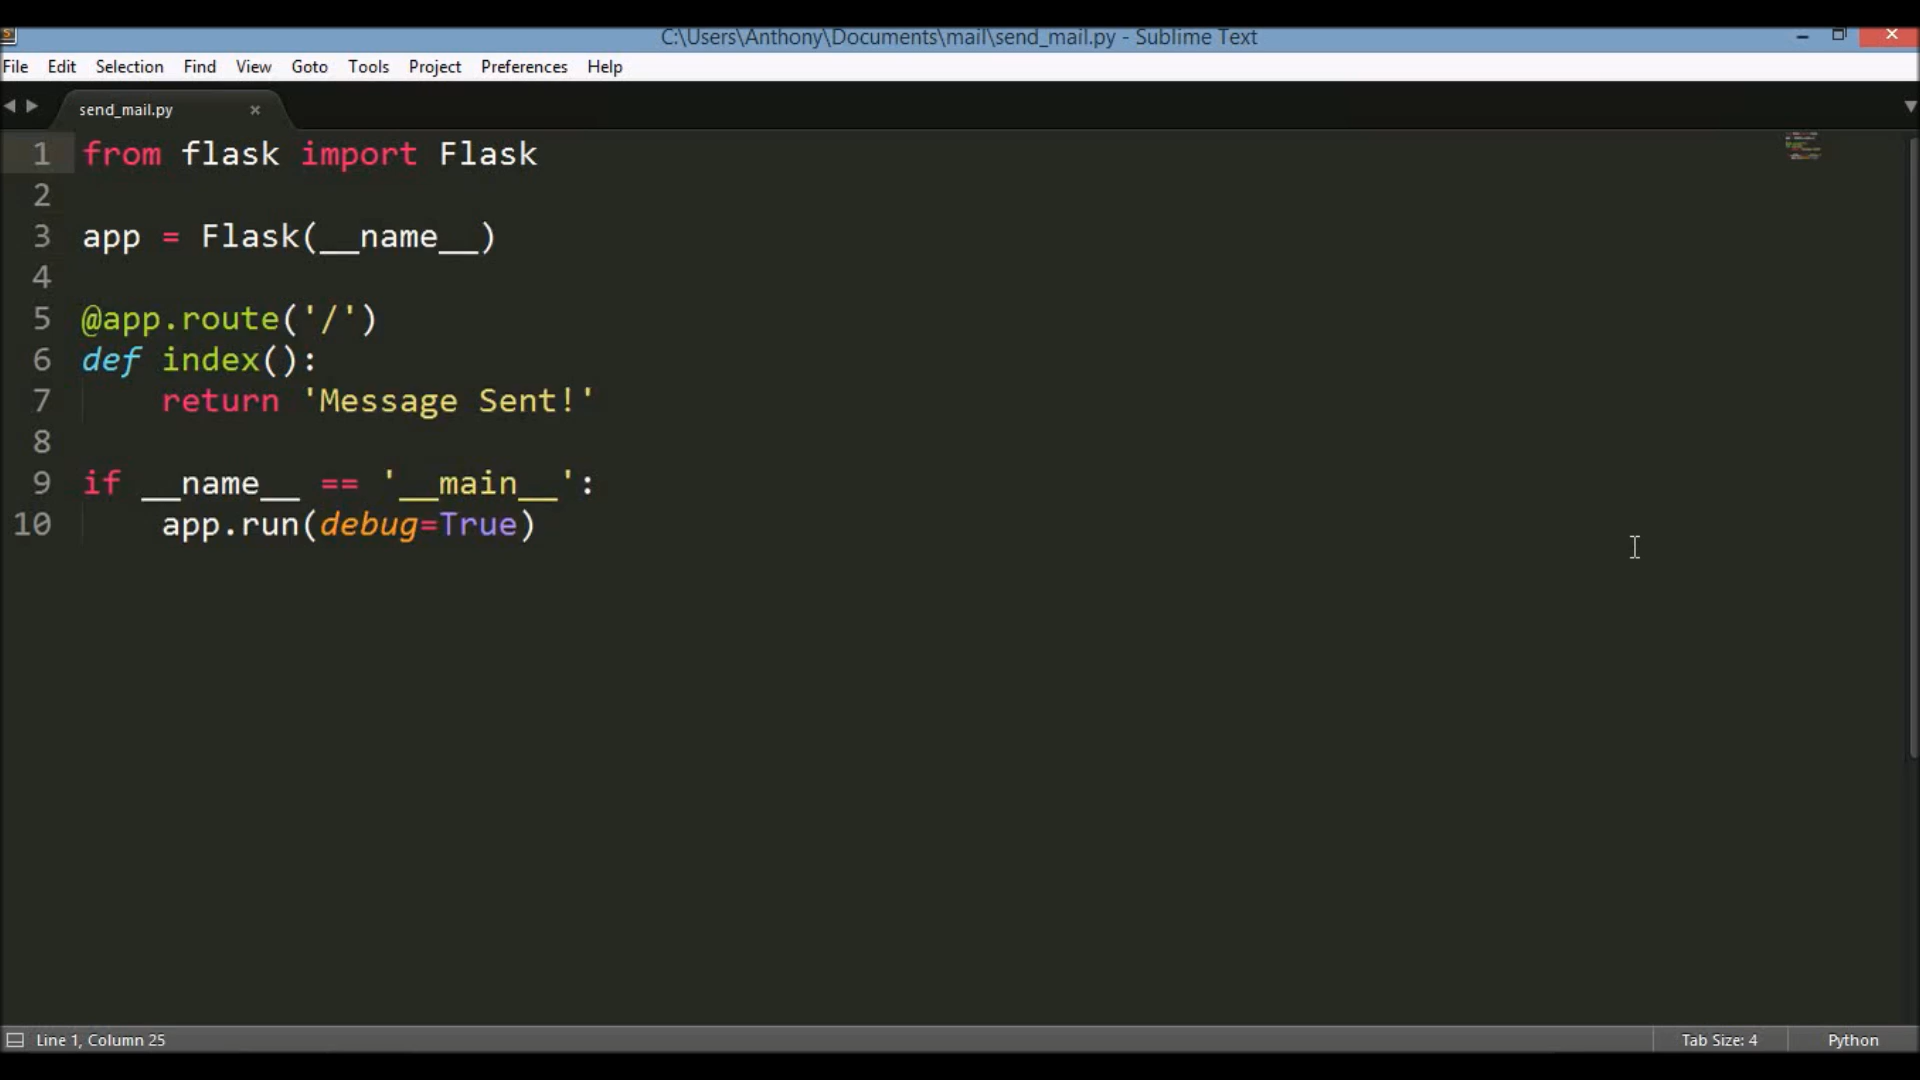 C:\Users\Anthony\Documents\mail\send_mail.py - Sublime Text
File Edit Selection Find View Goto Tools Project Preferences Help
send_mail.py
1 from flask import Flask
2
3 app = Flask(__name__)
4
5 @app.route('/')
6 def index():
7     return 'Message Sent!'
8
9 if __name__ == '__main__':
10     app.run(debug=True)
Line 1, Column 25 Tab Size: 4 Python